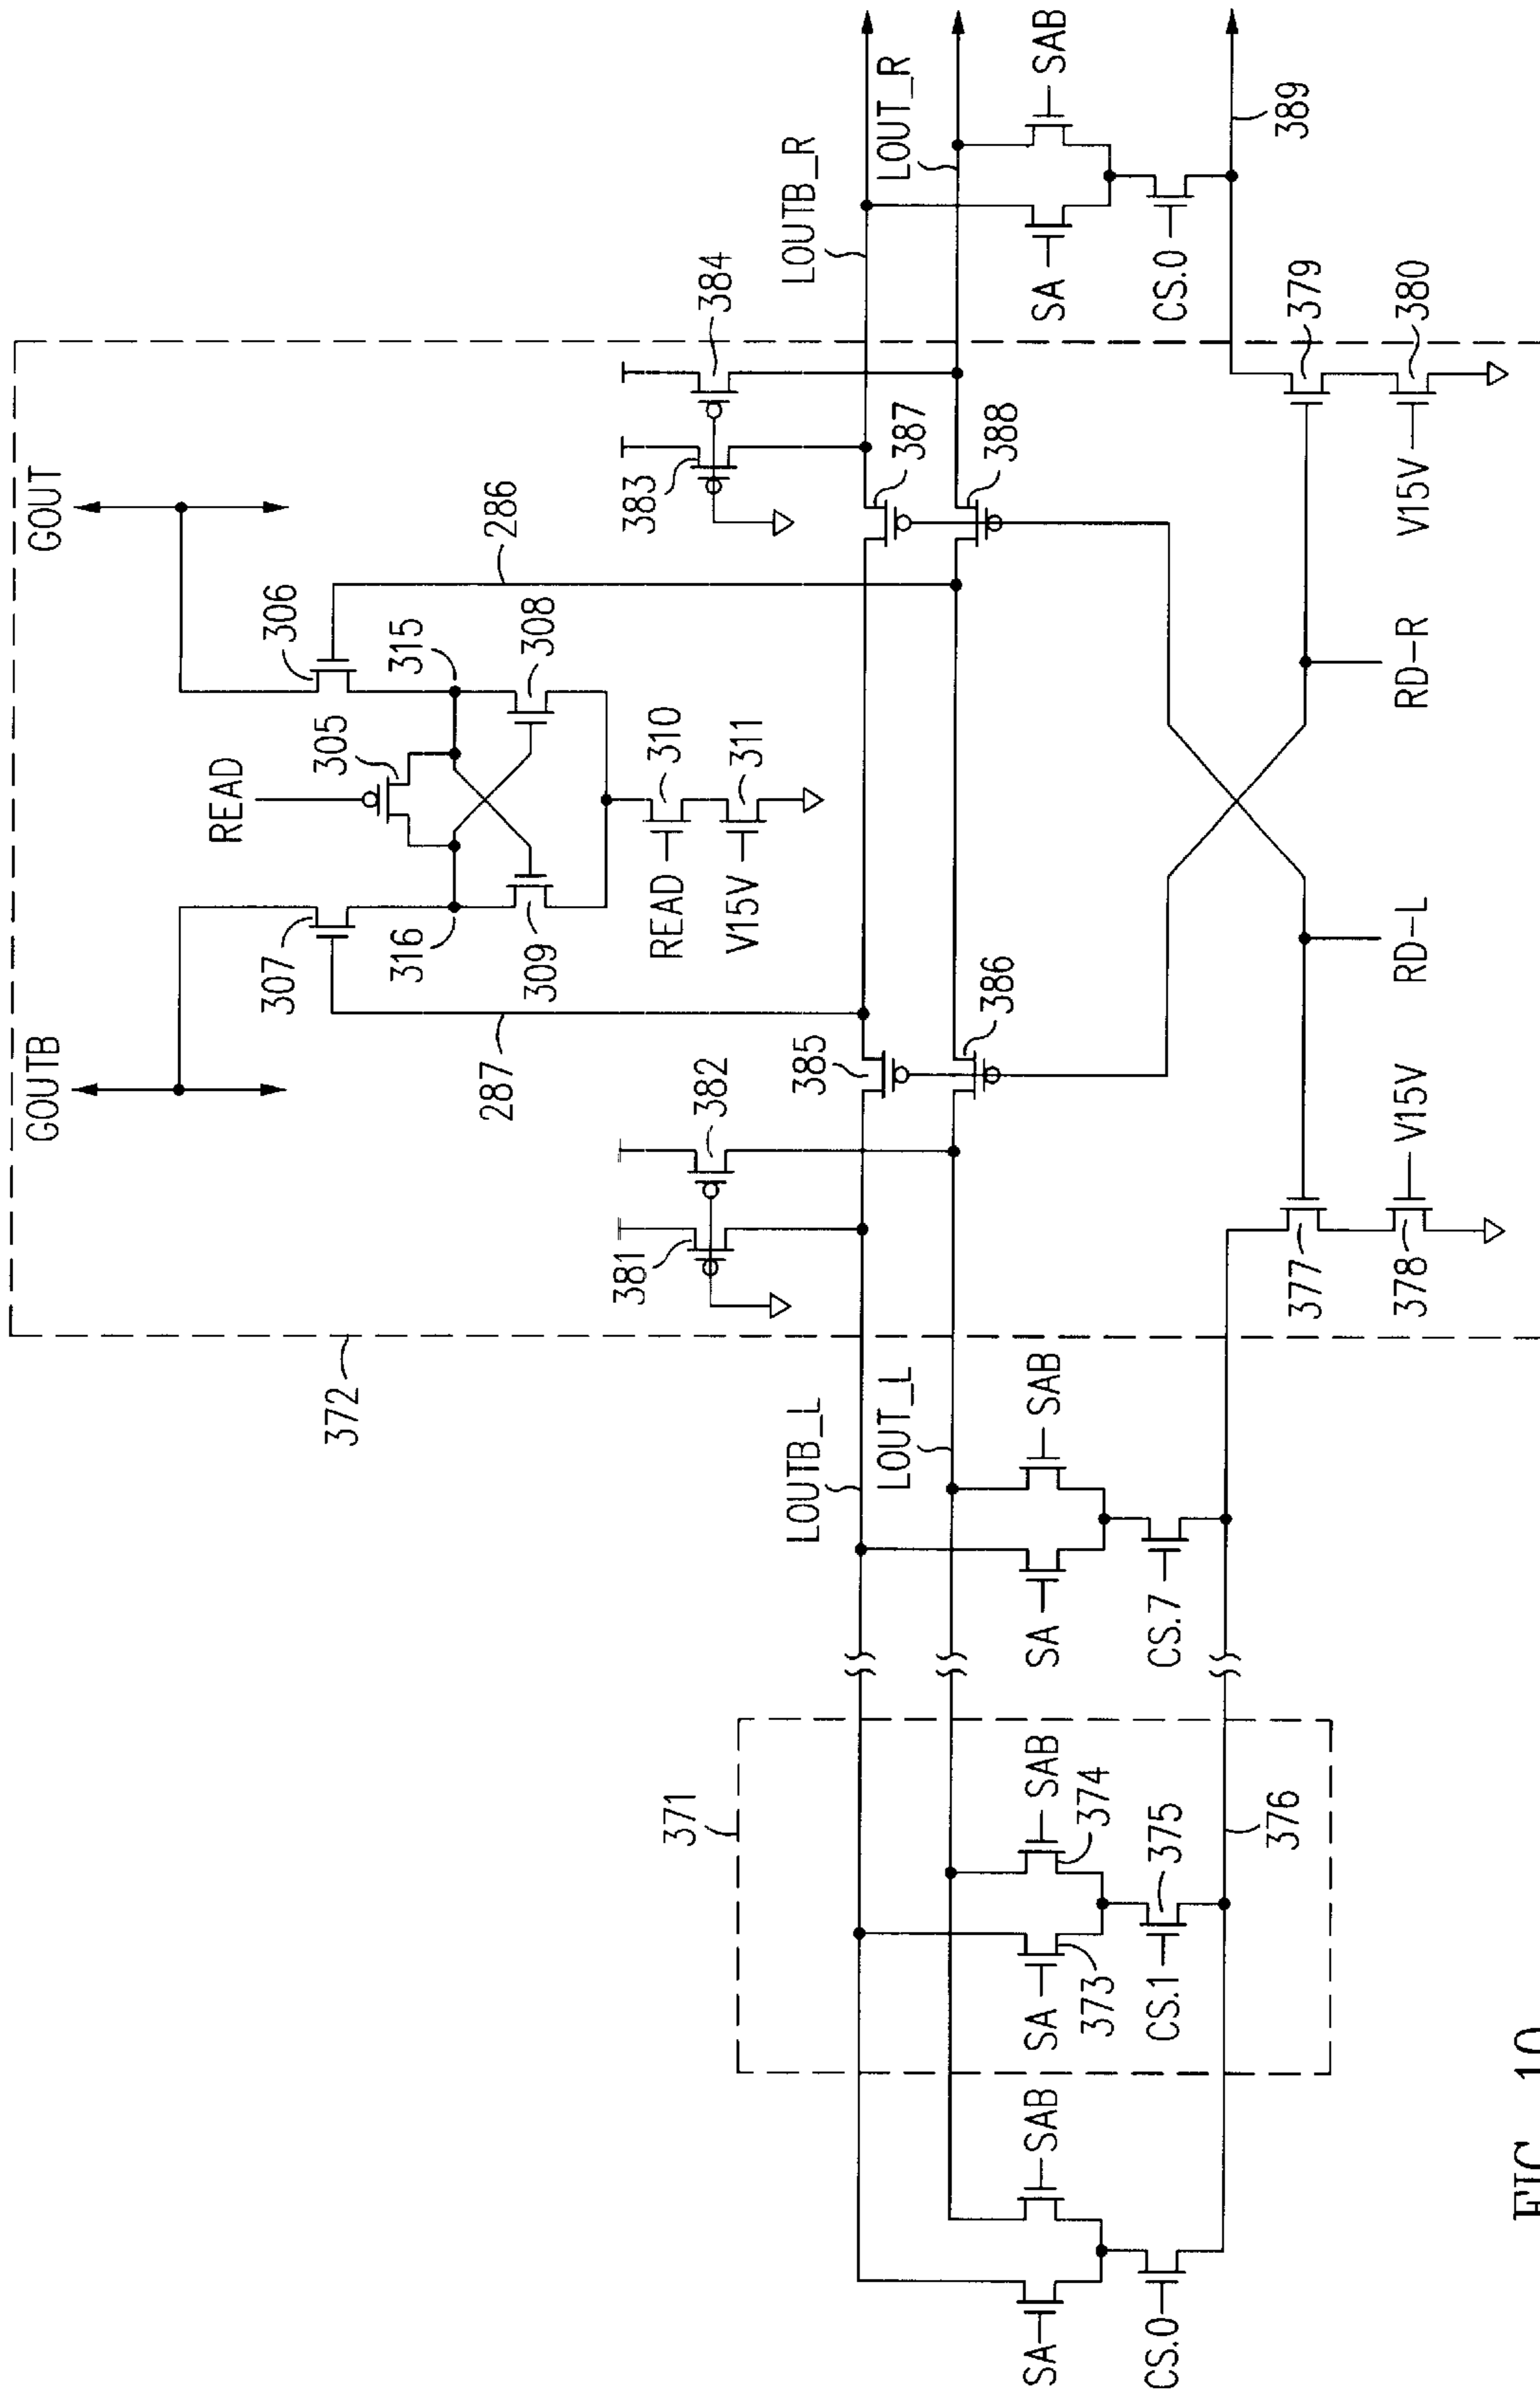 GOUTB
GOUT
READ
307
305
306
316
315
309
308
READ
310
V15V
311
287
286
372
381
382
383
384
385
386
387
388
LOUTB_L
LOUT_L
LOUTB_R
LOUT_R
371
SA
SAB
CS.0
SA
SAB
373
374
CS.1
375
376
SA
SAB
CS.7
SA
SAB
CS.0
389
377
378
V15V
RD-L
RD-R
379
380
V15V
FIG. 10